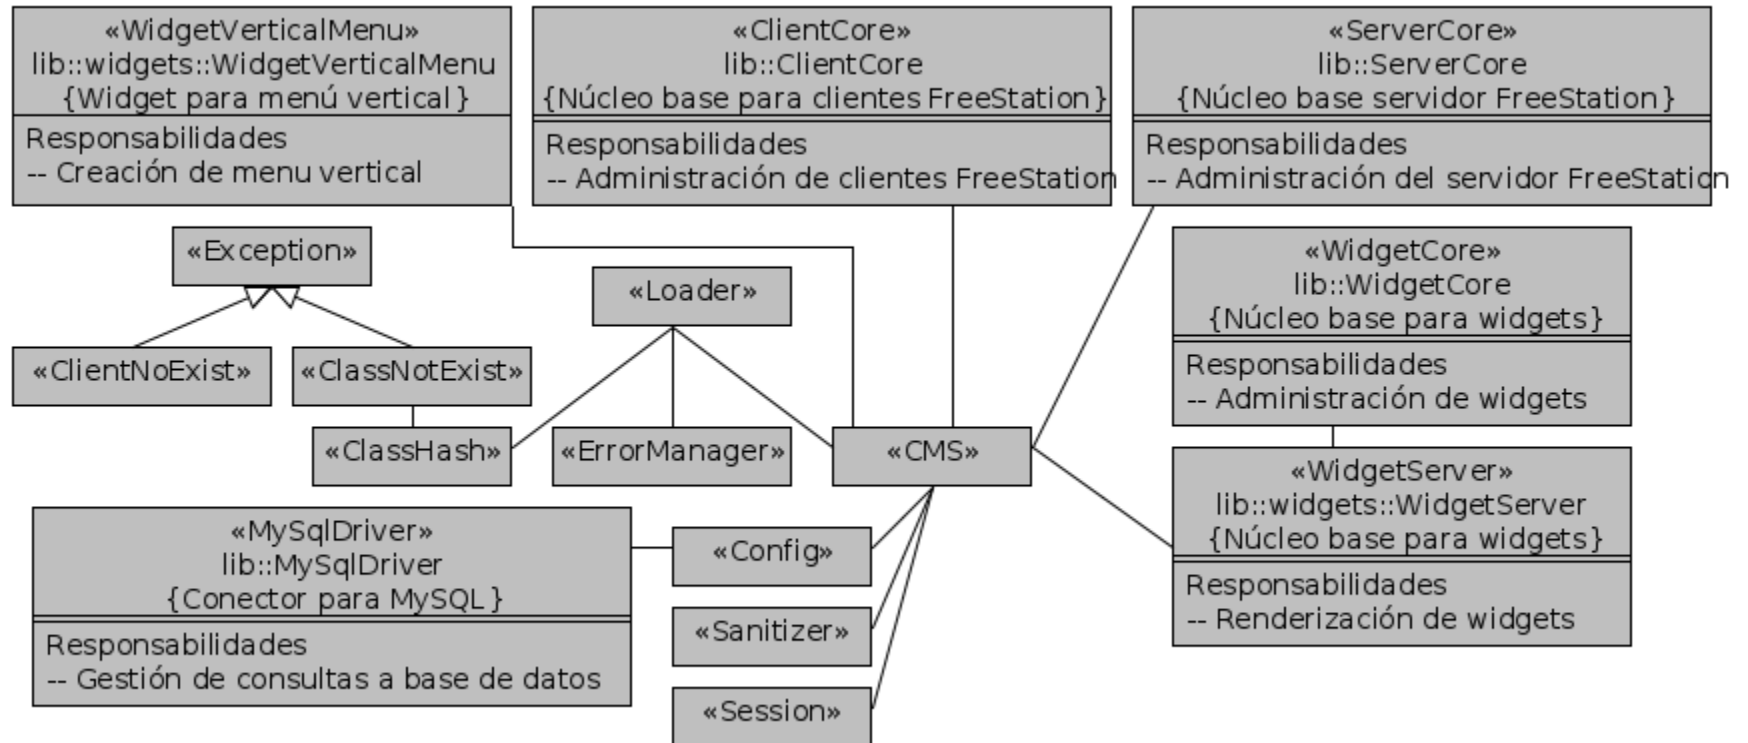 «WidgetVerticalMenu»
lib::widgets::WidgetVerticalMenu
{Widget para menú vertical}
Responsabilidades
-- Creación de menu vertical
«ClientCore»
lib::ClientCore
{Núcleo base para clientes FreeStation}
Responsabilidades
-- Administración de clientes FreeStation
«ServerCore»
lib::ServerCore
{Núcleo base servidor FreeStation}
Responsabilidades
-- Administración del servidor FreeStation
«Exception»
«Loader»
«WidgetCore»
lib::WidgetCore
{Núcleo base para widgets}
Responsabilidades
-- Administración de widgets
«ClientNoExist»
«ClassNotExist»
«ClassHash»
«ErrorManager»
«CMS»
«WidgetServer»
lib::widgets::WidgetServer
{Núcleo base para widgets}
Responsabilidades
-- Renderización de widgets
«MySqlDriver»
lib::MySqlDriver
{Conector para MySQL}
Responsabilidades
-- Gestión de consultas a base de datos
«Config»
«Sanitizer»
«Session»